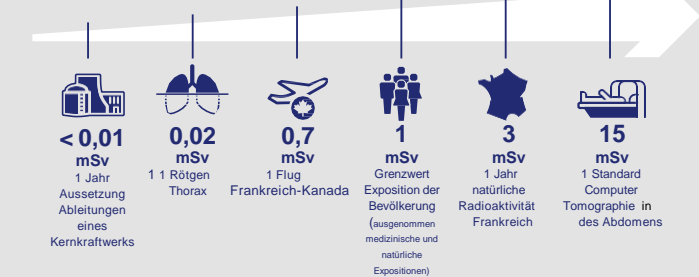 < 0,01
mSv
1 Jahr
Aussetzung
Ableitungen
eines
Kernkraftwerks
0,02
mSv
1 1 Rötgen
Thorax
0,7
mSv
1 Flug
Frankreich-Kanada
1
mSv
Grenzwert
Exposition der
Bevölkerung
(ausgenommen
medizinische und
natürliche
Expositionen)
3
mSv
1 Jahr
natürliche
Radioaktivität
Frankreich
15
mSv
1 Standard
Computer
Tomographie in
des Abdomens